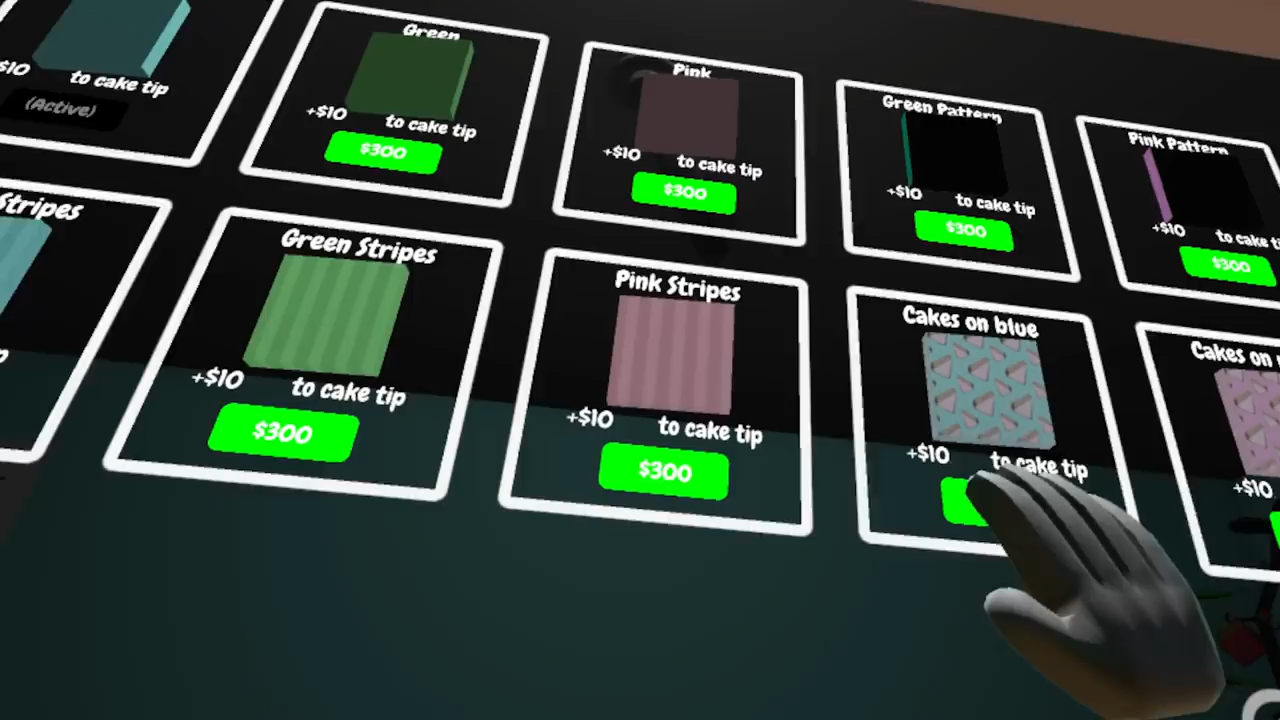 $10
to cake tip
(Active)
Green
+$10
to cake tip
$300
Pink
+$10
to cake tip
$300
Green Pattern
+$10
to cake tip
$300
Pink Pattern
+$10
to cake
$300
Stripes
Green Stripes
+$10
to cake tip
$300
Pink Stripes
+$10
to cake tip
$300
Cakes on blue
+$10
to cake tip
Cakes on
+$10